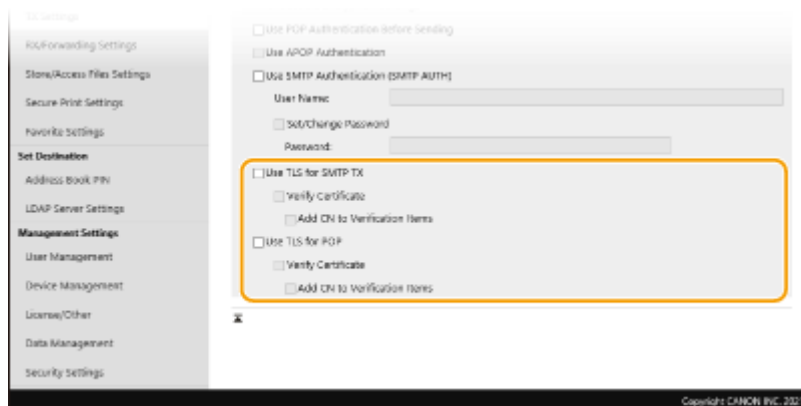 TX Settings
RX/Forwarding Settings
Store/Access Files Settings
Secure Print Settings
Favorite Settings
Set Destination
Address Book PIN
LDAP Server Settings
Management Settings
User Management
Device Management
License/Other
Data Management
Security Settings
Use POP Authentication Before Sending
Use APOP Authentication
Use SMTP Authentication (SMTP AUTH)
User Name:
Set/Change Password
Password:
Use TLS for SMTP TX
Verify Certificate
Add CN to Verification Items
Use TLS for POP
Verify Certificate
Add CN to Verification Items
Copyright CANON INC.